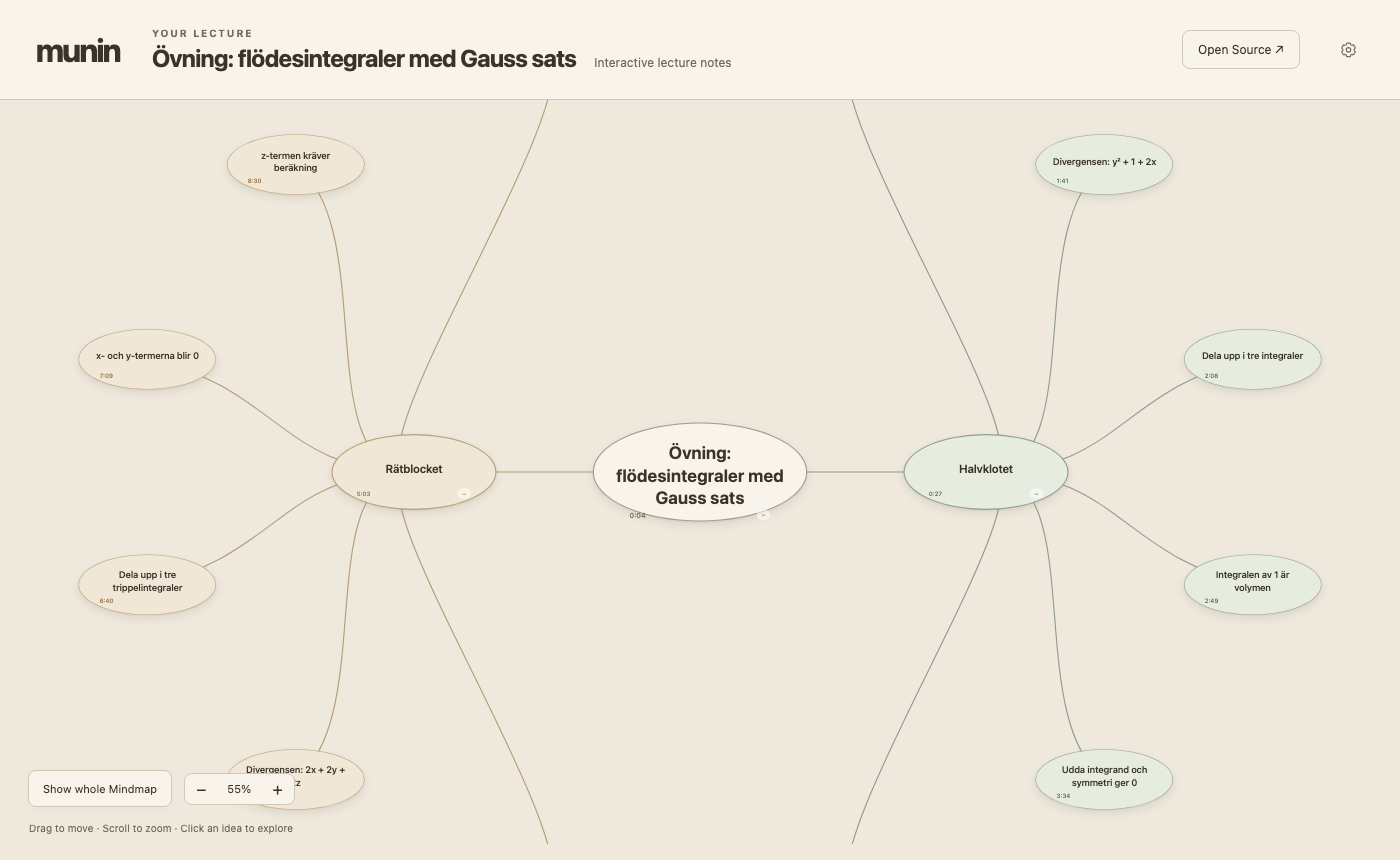 munin
YOUR LECTURE
Övning: flödesintegraler med Gauss sats
Interactive lecture notes
Open Source ↗
z-termen kräver
beräkning
8:30
Divergensen: y² + 1 + 2x
1:41
x- och y-termerna blir 0
7:09
Dela upp i tre integraler
2:08
Rätblocket
5:03
−
Övning:
flödesintegraler med
Gauss sats
0:04
−
Halvklotet
0:27
−
Dela upp i tre
trippelintegraler
6:40
Integralen av 1 är
volymen
2:49
Divergensen: 2x + 2y +
z
Udda integrand och
symmetri ger 0
3:34
Show whole Mindmap
− 55% +
Drag to move · Scroll to zoom · Click an idea to explore